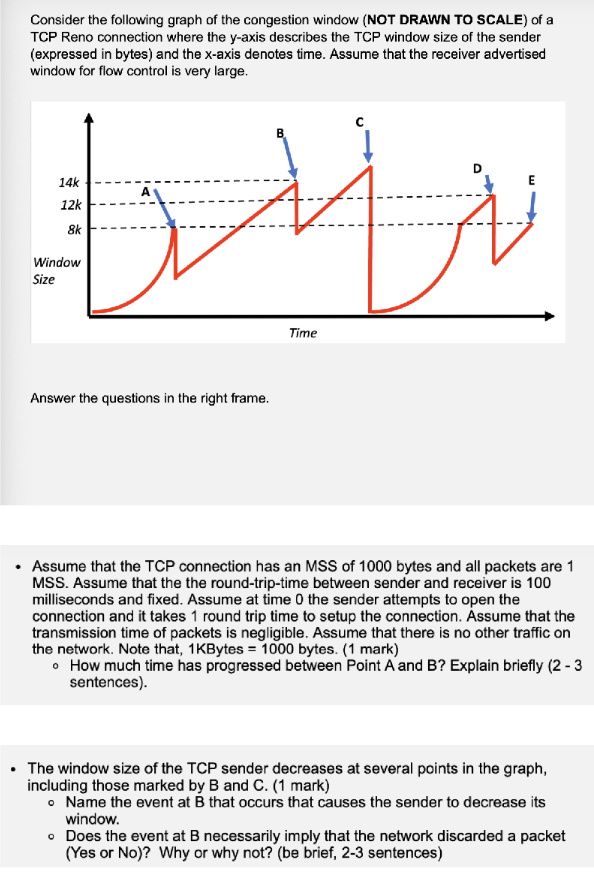 Consider the following graph of the congestion window (NOT DRAWN TO SCALE) of a
TCP Reno connection where the y-axis describes the TCP window size of the sender
(expressed in bytes) and the x-axis denotes time. Assume that the receiver advertised
window for flow control is very large.
C
B
D
E
14k
A
12k
8k
Window
Size
Time
Answer the questions in the right frame.
• Assume that the TCP connection has an MSS of 1000 bytes and all packets are 1
MSS. Assume that the the round-trip-time between sender and receiver is 100
milliseconds and fixed. Assume at time 0 the sender attempts to open the
connection and it takes 1 round trip time to setup the connection. Assume that the
transmission time of packets is negligible. Assume that there is no other traffic on
the network. Note that, 1KBytes = 1000 bytes. (1 mark)
o How much time has progressed between Point A and B? Explain briefly (2 - 3
sentences).
• The window size of the TCP sender decreases at several points in the graph,
including those marked by B and C. (1 mark)
o Name the event at B that occurs that causes the sender to decrease its
window.
o Does the event at B necessarily imply that the network discarded a packet
(Yes or No)? Why or why not? (be brief, 2-3 sentences)